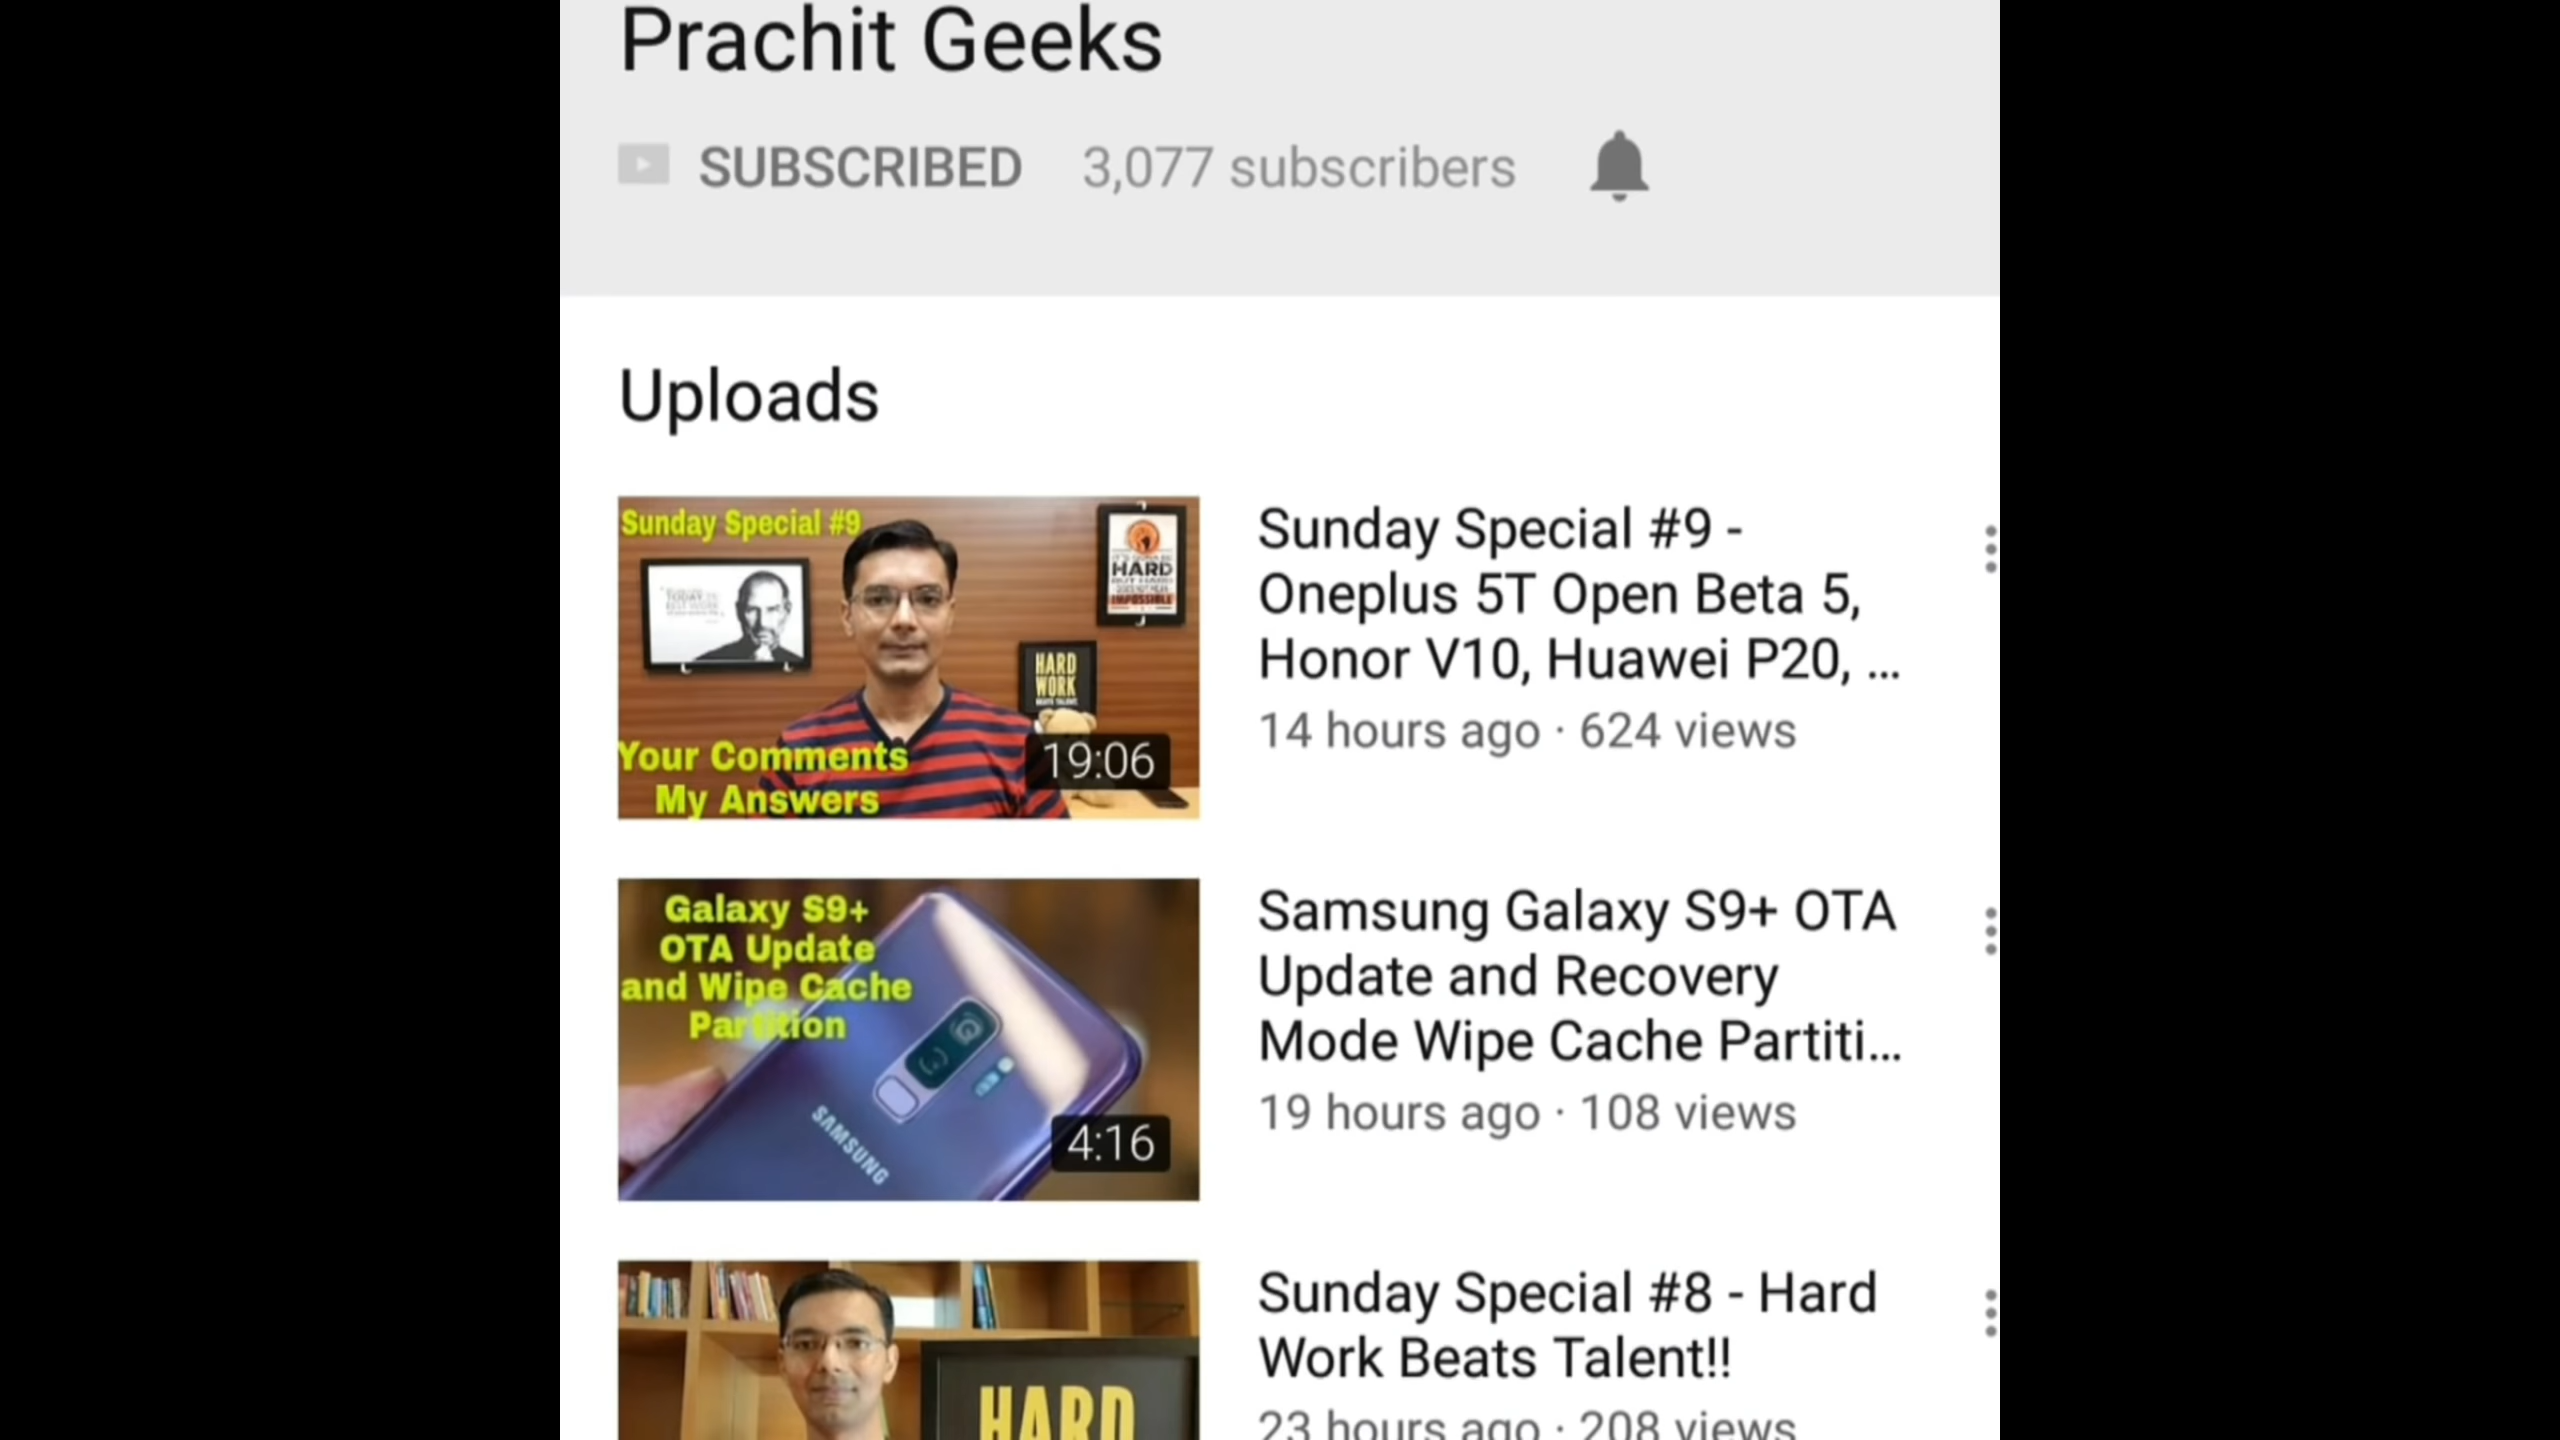 Prachit Geeks
SUBSCRIBED 3,077 subscribers
Uploads
Sunday Special #9
HARD
IMPOSSIBLE
HARD
WORK
BEATS TALENT.
Your Comments
My Answers
19:06
Sunday Special #9 -
Oneplus 5T Open Beta 5,
Honor V10, Huawei P20, ...
14 hours ago · 624 views
Galaxy S9+
OTA Update
and Wipe Cache
Partition
SAMSUNG
4:16
Samsung Galaxy S9+ OTA
Update and Recovery
Mode Wipe Cache Partiti...
19 hours ago · 108 views
HARD
Sunday Special #8 - Hard
Work Beats Talent!!
23 hours ago · 208 views